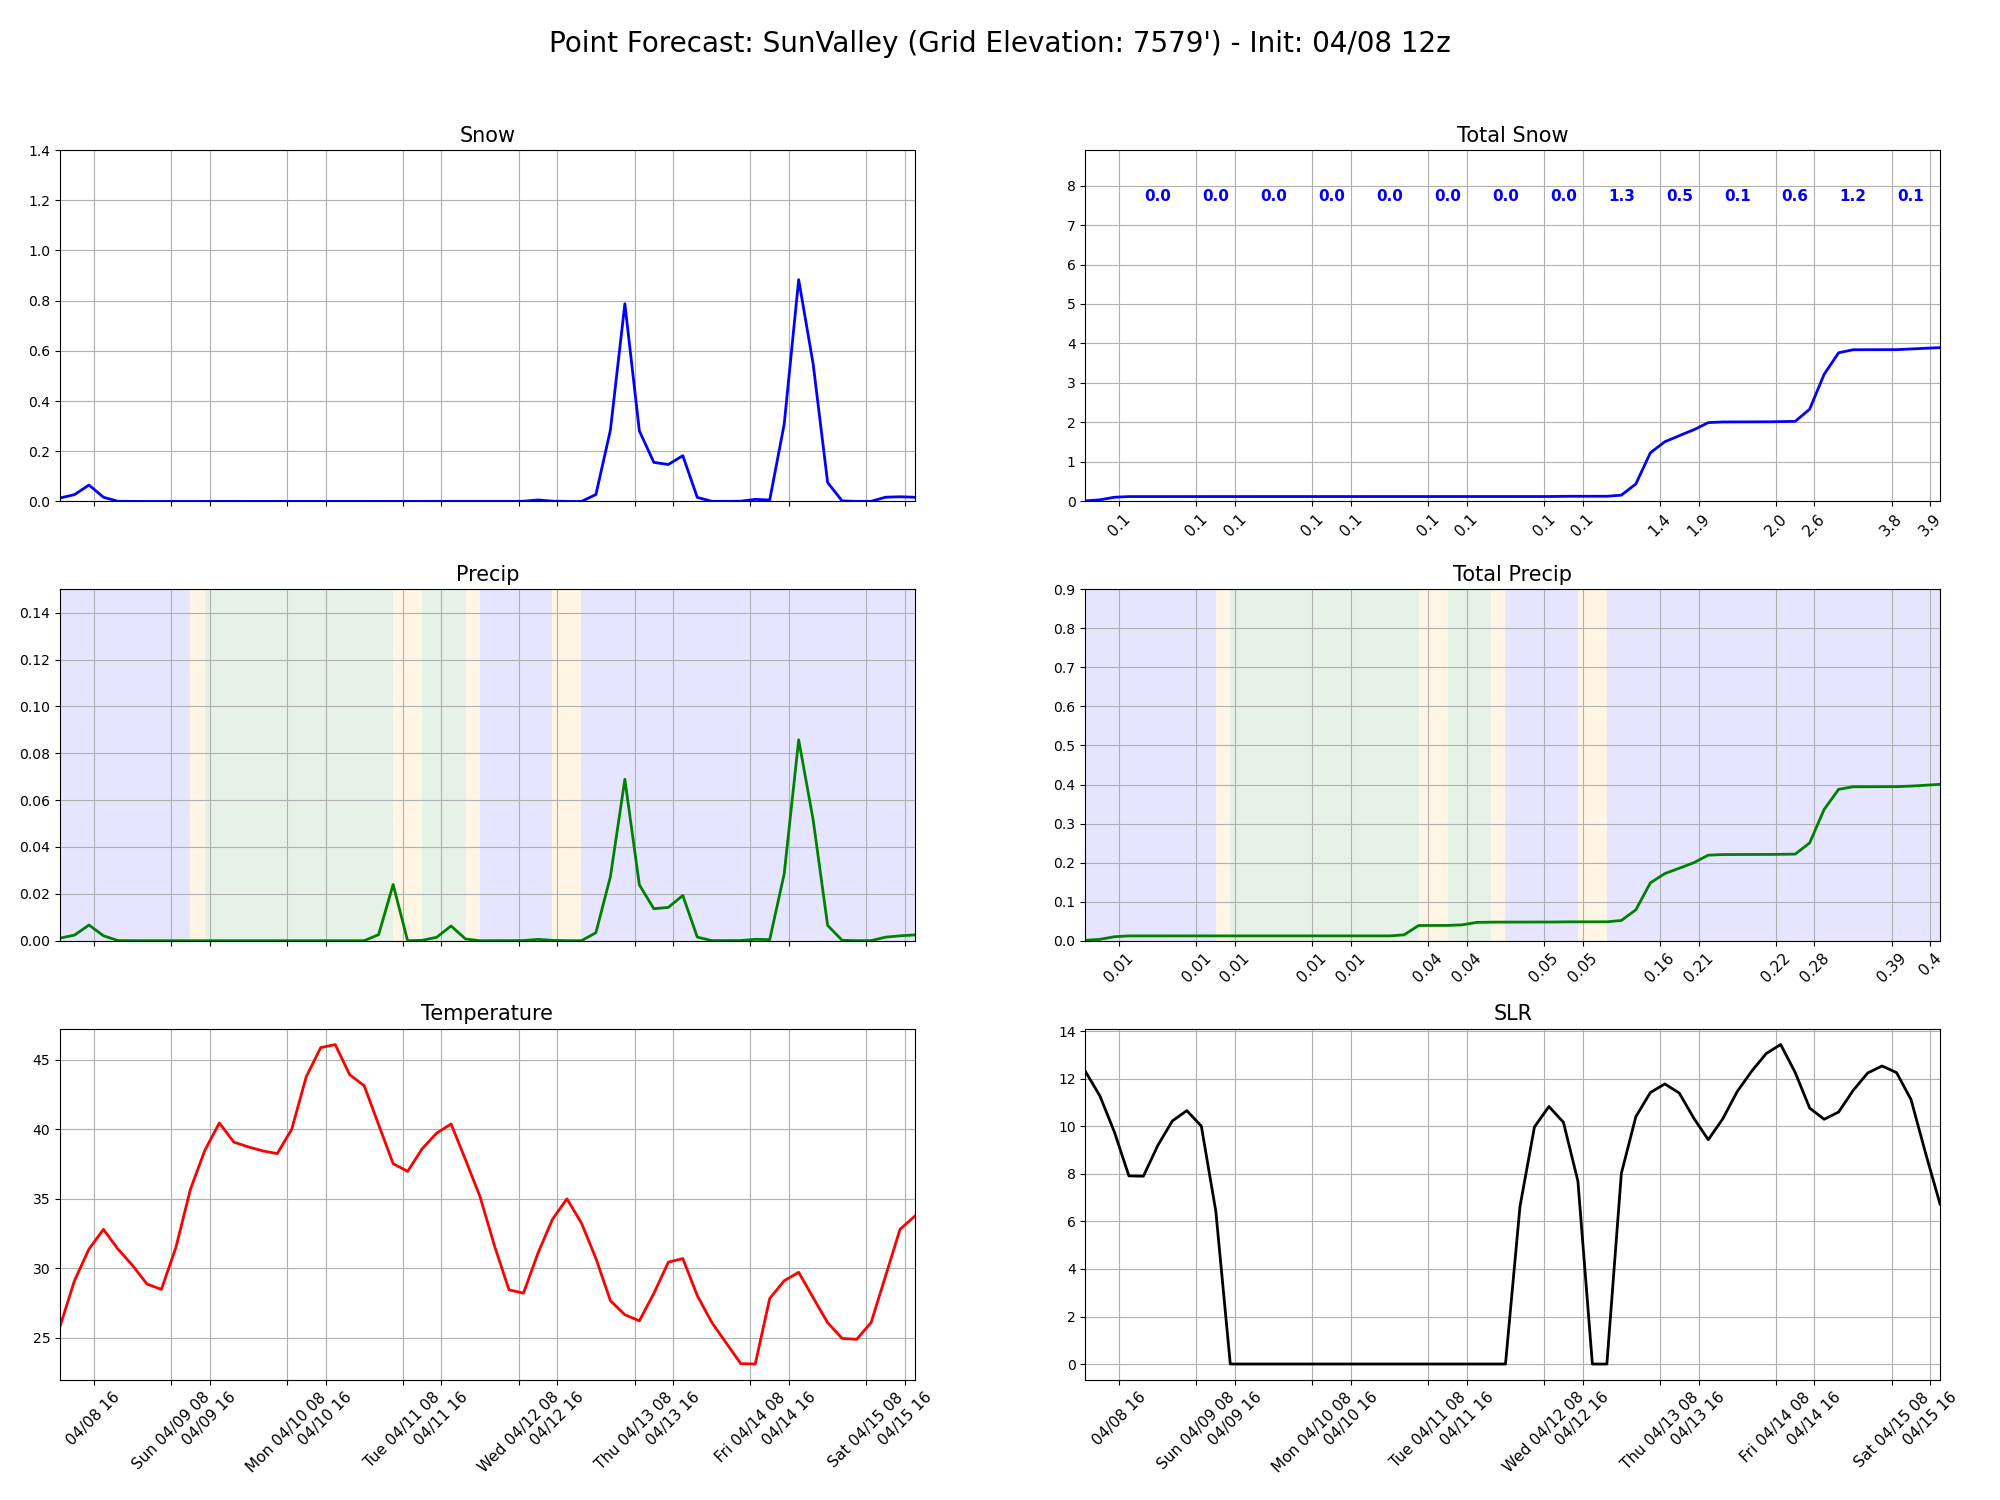 Point Forecast: SunValley (Grid Elevation: 7579') - Init: 04/08 12z
Snow
1.4
1.2
1.0
0.8
0.6
0.4
0.2
0.0
Total Snow
8
7
6
5
4
3
2
1
0
0.0 0.0 0.0 0.0 0.0 0.0 0.0 0.0 1.3 0.5 0.1 0.6 1.2 0.1
0.1 0.1 0.1 0.1 0.1 0.1 0.1 0.1 0.1 1.4 1.9 2.0 2.6 3.8 3.9
Precip
0.14
0.12
0.10
0.08
0.06
0.04
0.02
0.00
Total Precip
0.9
0.8
0.7
0.6
0.5
0.4
0.3
0.2
0.1
0.0
0.01 0.01 0.01 0.01 0.01 0.04 0.04 0.05 0.05 0.16 0.21 0.22 0.28 0.39 0.4
Temperature
45
40
35
30
25
04/08 16
Sun 04/09 08
04/09 16
Mon 04/10 08
04/10 16
Tue 04/11 08
04/11 16
Wed 04/12 08
04/12 16
Thu 04/13 08
04/13 16
Fri 04/14 08
04/14 16
Sat 04/15 08
04/15 16
SLR
14
12
10
8
6
4
2
0
04/08 16
Sun 04/09 08
04/09 16
Mon 04/10 08
04/10 16
Tue 04/11 08
04/11 16
Wed 04/12 08
04/12 16
Thu 04/13 08
04/13 16
Fri 04/14 08
04/14 16
Sat 04/15 08
04/15 16